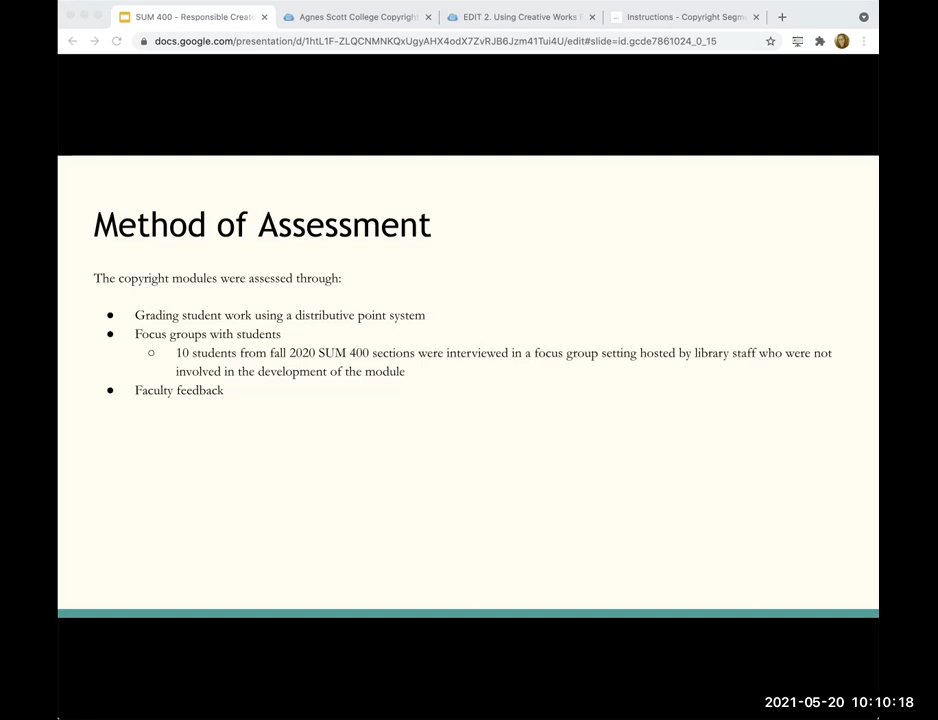 SUM 400 - Responsible Creat
Agnes Scott College Copyright
EDIT 2. Using Creative Works
Instructions - Copyright Segm
docs.google.com/presentation/d/1htL1F-ZLQCNMNKQxUgyAHX4odX7ZvRJB6Jzm41Tui4U/edit#slide=id.gcde7861024_0_15
Method of Assessment
The copyright modules were assessed through:
● Grading student work using a distributive point system
● Focus groups with students
○ 10 students from fall 2020 SUM 400 sections were interviewed in a focus group setting hosted by library staff who were not
involved in the development of the module
● Faculty feedback
2021-05-20 10:10:18